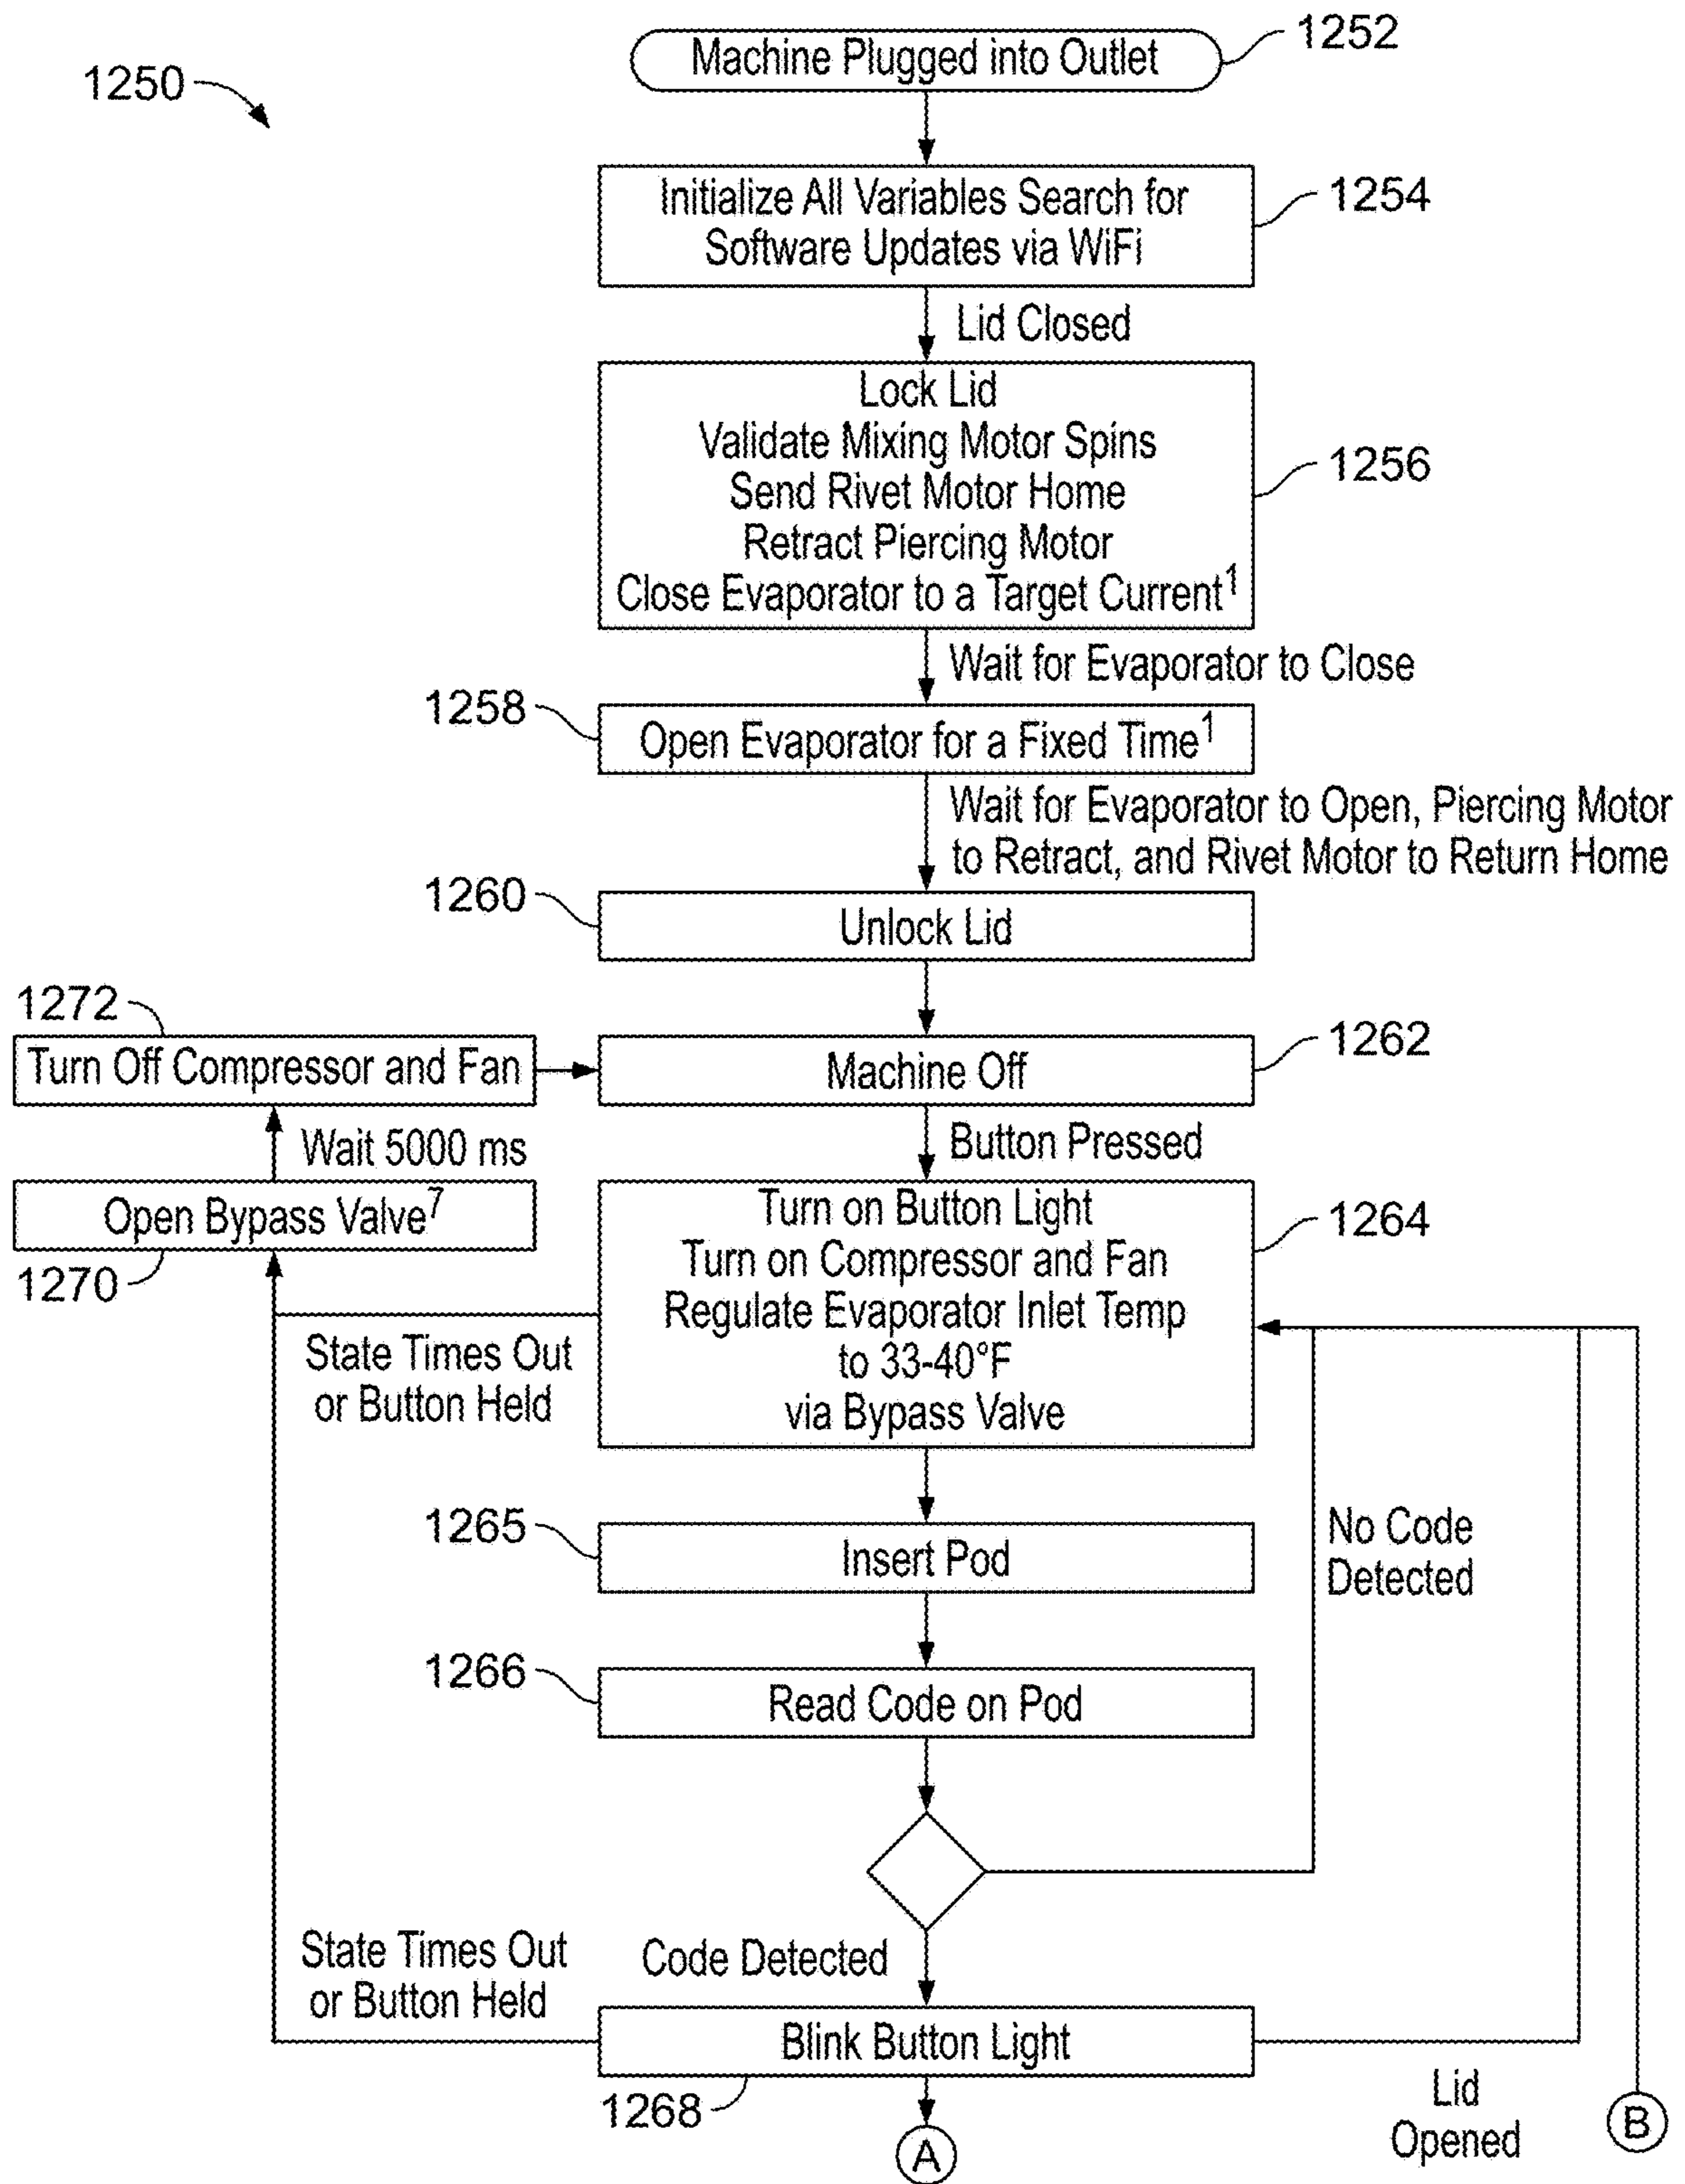 1250
Machine Plugged into Outlet
1252
Initialize All Variables Search for
Software Updates via WiFi
1254
Lid Closed
Lock Lid
Validate Mixing Motor Spins
Send Rivet Motor Home
Retract Piercing Motor
Close Evaporator to a Target Current1
1256
Wait for Evaporator to Close
1258
Open Evaporator for a Fixed Time1
Wait for Evaporator to Open, Piercing Motor
to Retract, and Rivet Motor to Return Home
1260
Unlock Lid
1272
Turn Off Compressor and Fan
Machine Off
1262
Wait 5000 ms
Button Pressed
Open Bypass Valve7
1270
Turn on Button Light
Turn on Compressor and Fan
Regulate Evaporator Inlet Temp
to 33-40°F
via Bypass Valve
1264
State Times Out
or Button Held
1265
Insert Pod
No Code
Detected
1266
Read Code on Pod
State Times Out
or Button Held
Code Detected
Blink Button Light
1268
Lid
Opened
A
B